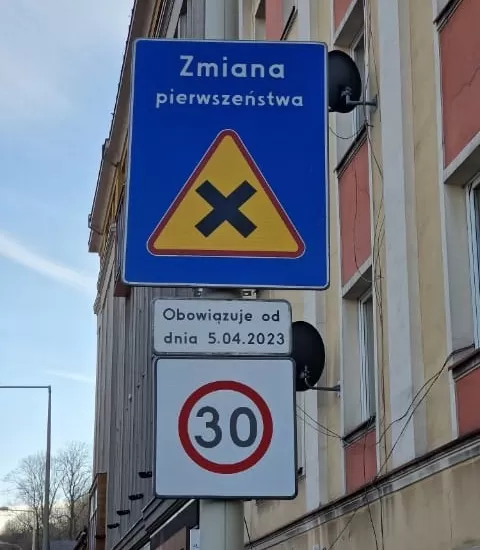 Zmiana
pierwszeństwa
Obowiązuje od
dnia 5.04.2023
30